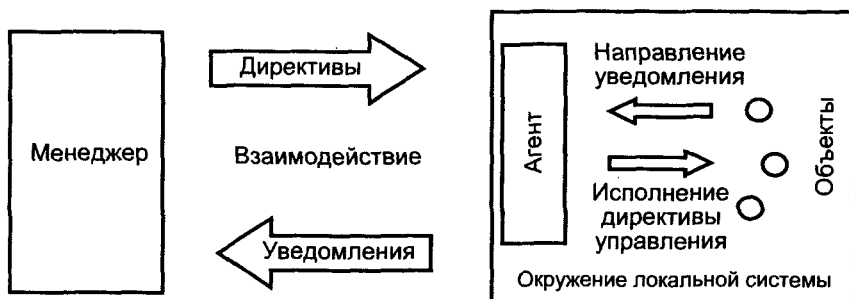 Менеджер
Директивы
Взаимодействие
Уведомления
Агент
Направление
уведомления
Исполнение
директивы
управления
Объекты
Окружение локальной системы